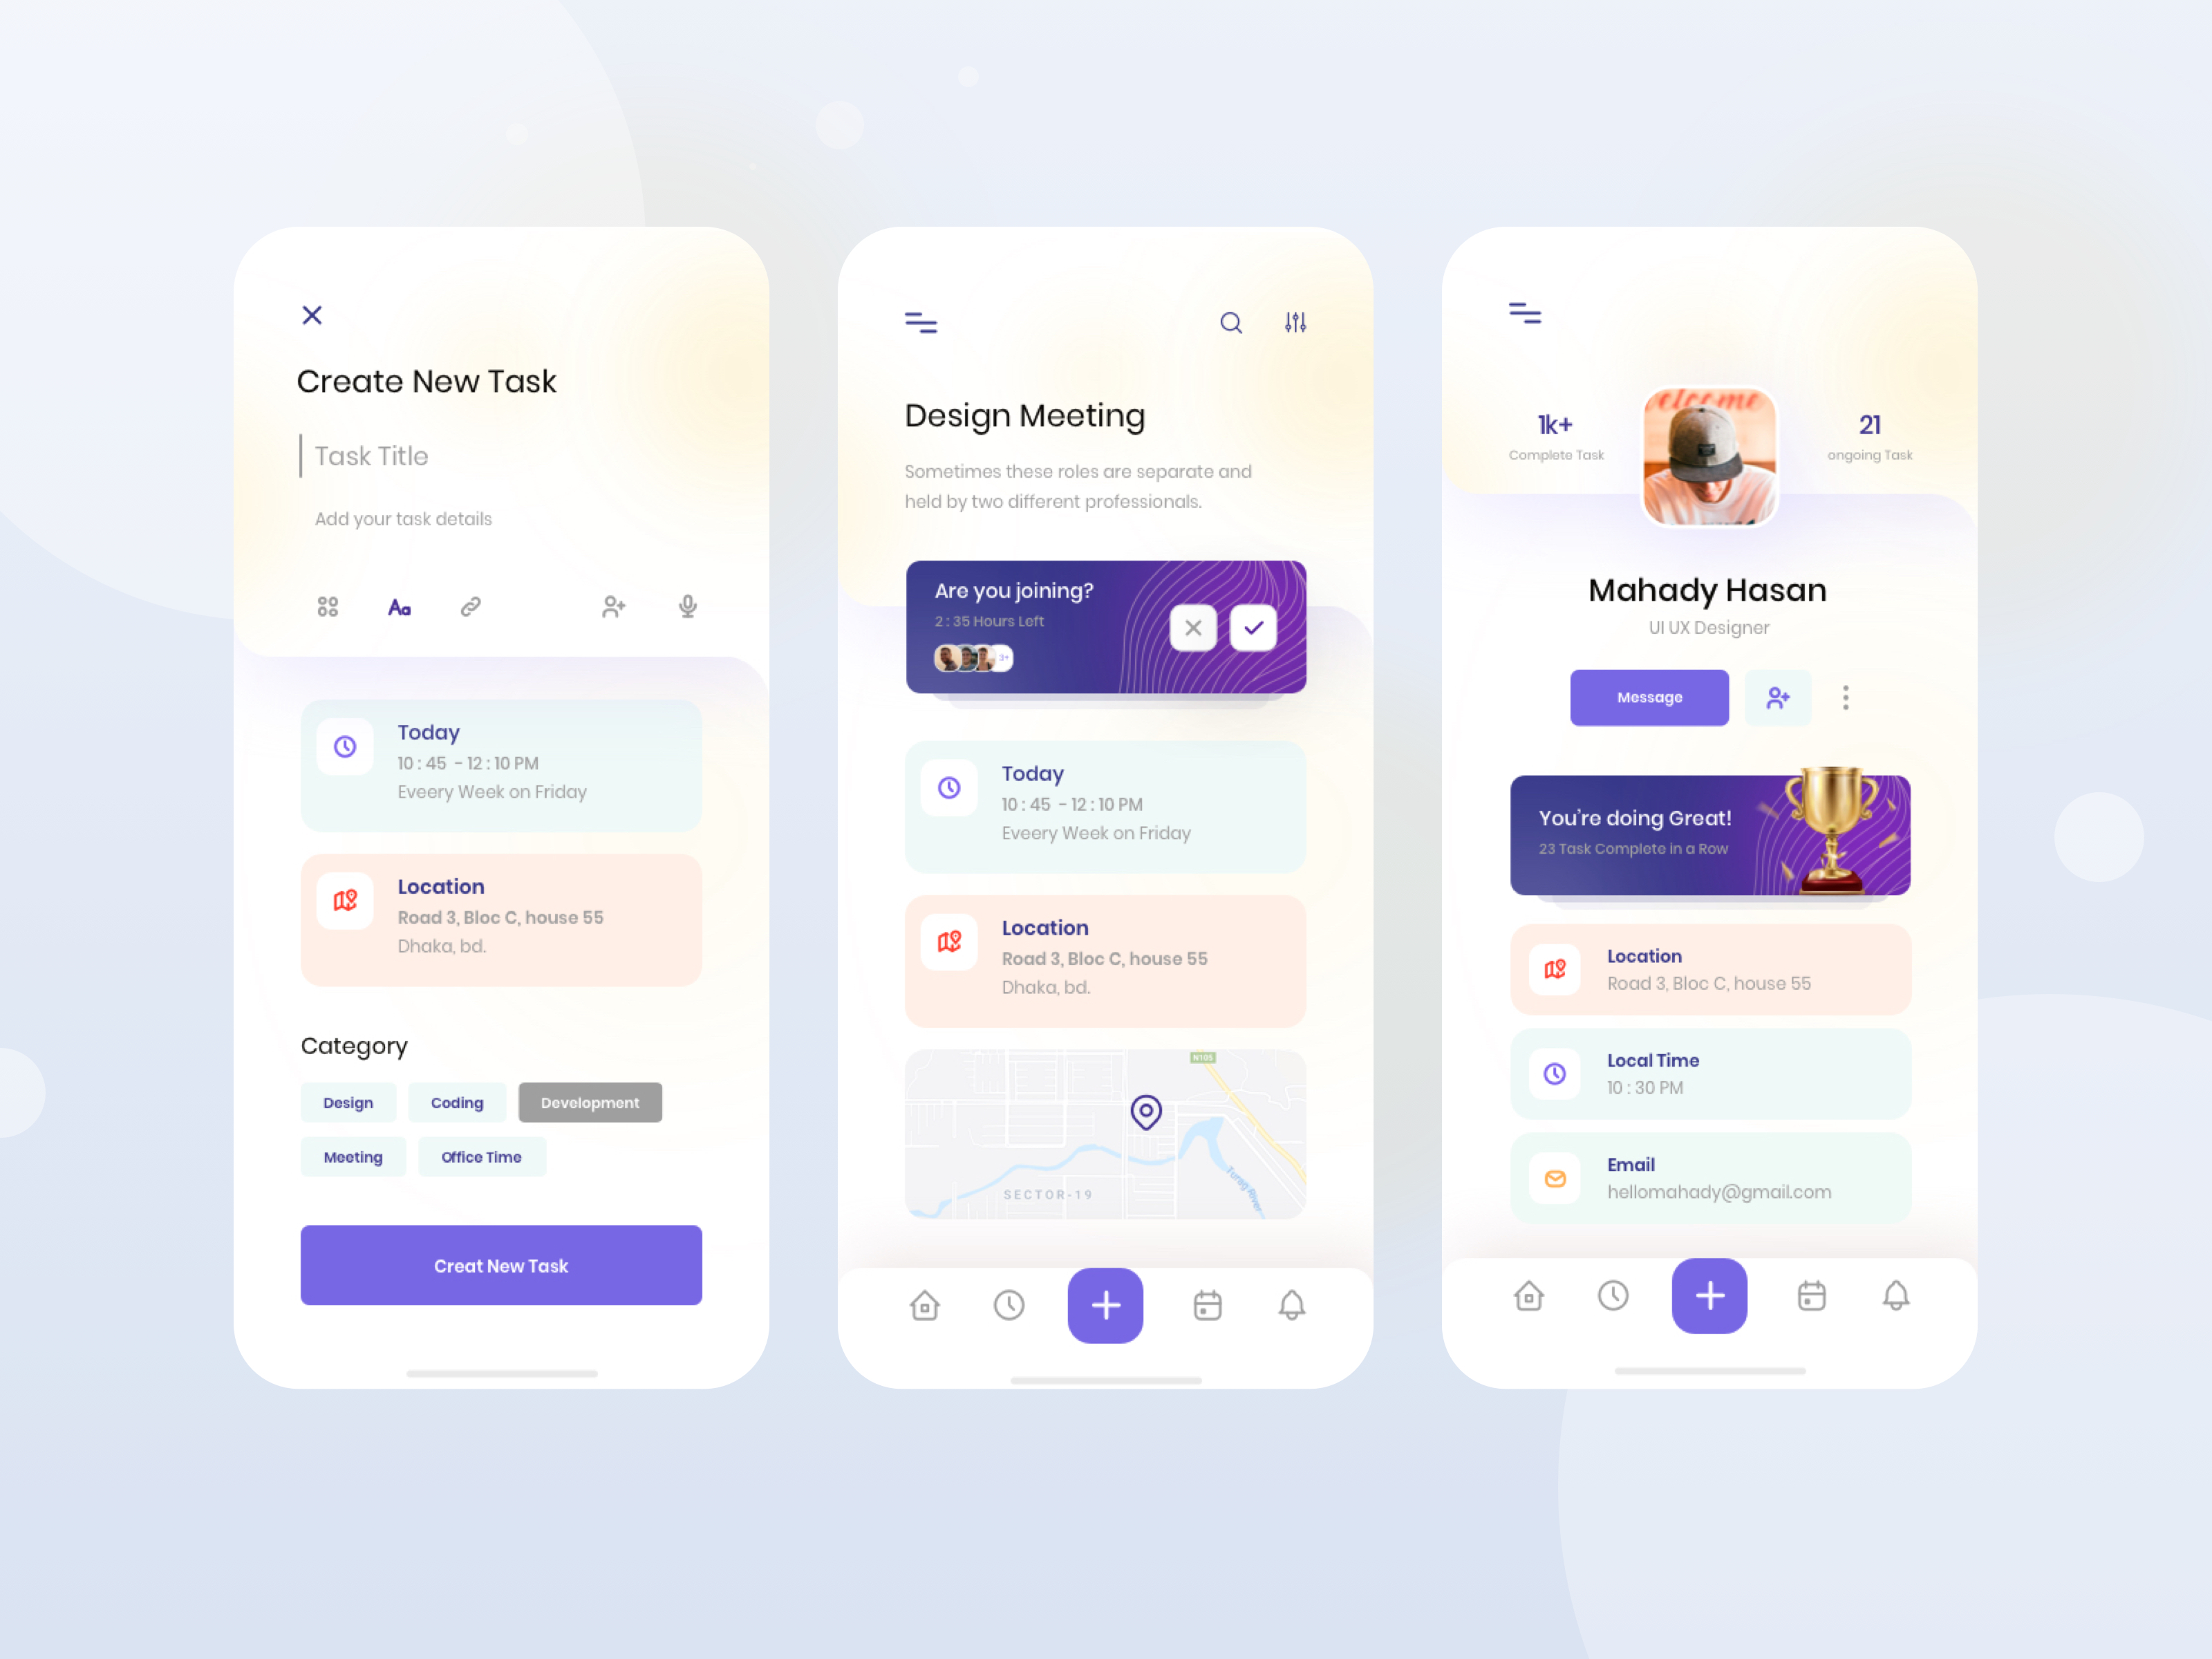 Create New Task
Task Title
Add your task details
Aa
Today
10 : 45 - 12 : 10 PM
Eveery Week on Friday
Location
Road 3, Bloc C, house 55
Dhaka, bd.
Category
Design
Coding
Development
Meeting
Office Time
Creat New Task
Design Meeting
Sometimes these roles are separate and
held by two different professionals.
Are you joining?
2 : 35 Hours Left
3+
Today
10 : 45 - 12 : 10 PM
Eveery Week on Friday
Location
Road 3, Bloc C, house 55
Dhaka, bd.
N105
SECTOR-19
Turag River
1k+
Complete Task
elcome
21
ongoing Task
Mahady Hasan
UI UX Designer
Message
You're doing Great!
23 Task Complete in a Row
Location
Road 3, Bloc C, house 55
Local Time
10 : 30 PM
Email
hellomahady@gmail.com